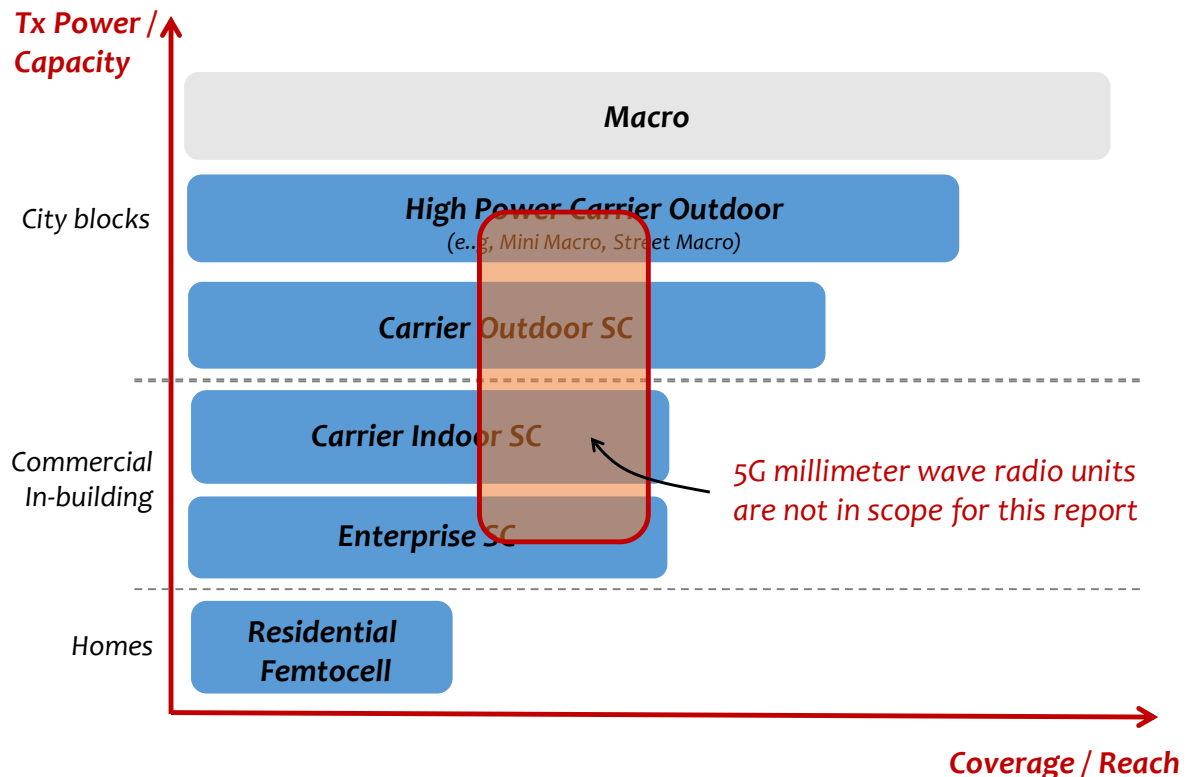 Tx Power /
Capacity
Macro
City blocks
High Power Carrier Outdoor
(e..g, Mini Macro, Street Macro)
Carrier Outdoor SC
Commercial
In-building
Carrier Indoor SC
5G millimeter wave radio units
are not in scope for this report
Enterprise SC
Homes
Residential
Femtocell
Coverage / Reach